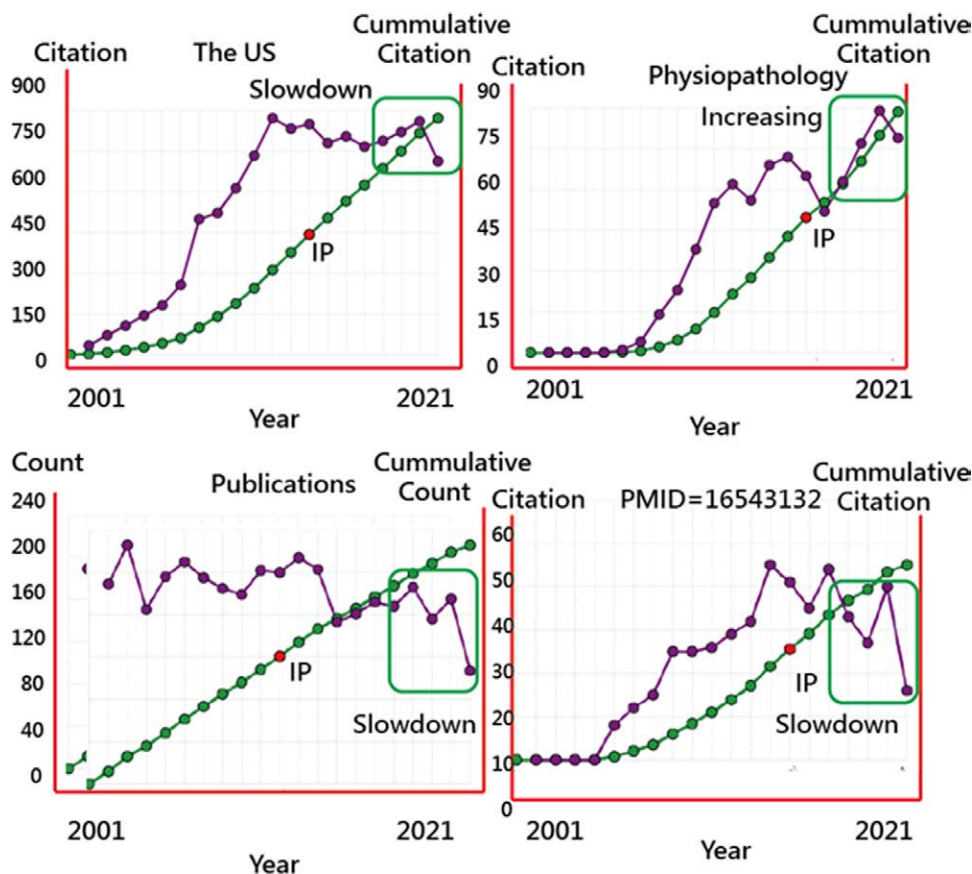 Citation
The US
Cummulative
Citation
Slowdown
900
750
600
450
300
150
0
IP
2001
2021
Year
Citation
Physiopathology
Cummulative
Citation
Increasing
90
75
60
45
30
15
0
IP
2001
2021
Year
Count
Publications
Cummulative
Count
240
200
160
120
80
40
0
IP
Slowdown
2001
2021
Year
Citation
PMID=16543132
Cummulative
Citation
60
50
40
30
20
10
0
IP
Slowdown
2001
2021
Year